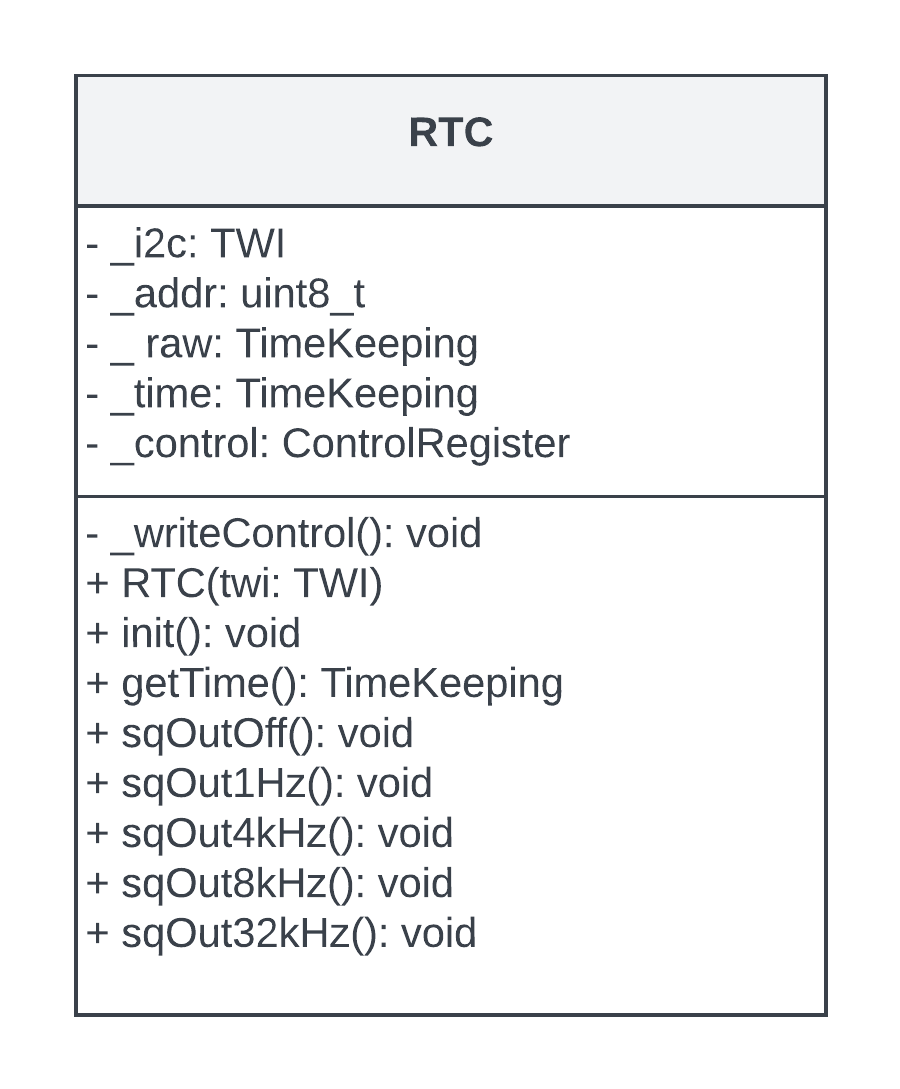 RTC
- _i2c: TWI
- _addr: uint8_t
- _ raw: TimeKeeping
- _time: TimeKeeping
- _control: ControlRegister
- _writeControl(): void
+ RTC(twi: TWI)
+ init(): void
+ getTime(): TimeKeeping
+ sqOutOff(): void
+ sqOut1Hz(): void
+ sqOut4kHz(): void
+ sqOut8kHz(): void
+ sqOut32kHz(): void